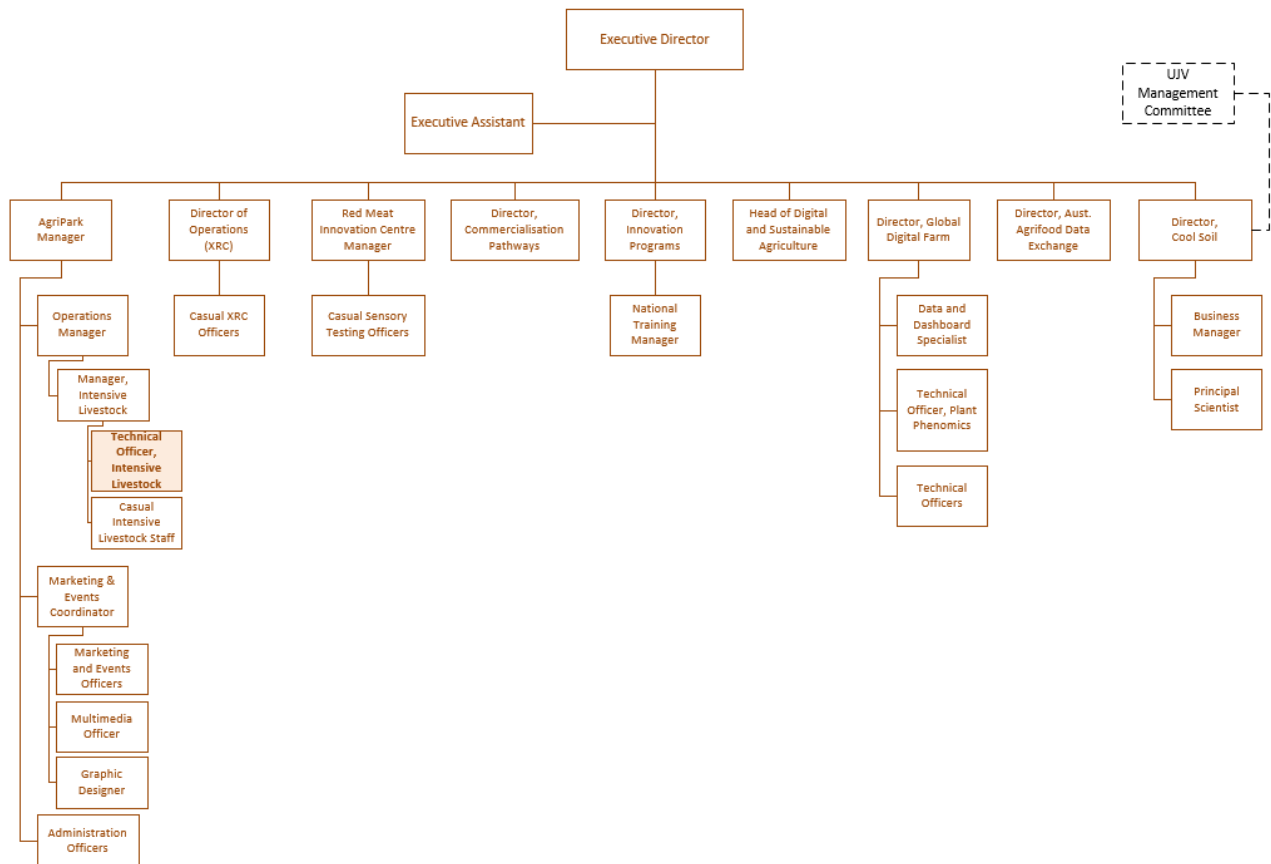 Executive Director
UJV
Management
Committee
Executive Assistant
AgriPark
Manager
Director of
Operations
(XRC)
Red Meat
Innovation Centre
Manager
Director,
Commercialisation
Pathways
Director,
Innovation
Programs
Head of Digital
and Sustainable
Agriculture
Director, Global
Digital Farm
Director, Aust.
Agrifood Data
Exchange
Director,
Cool Soil
Operations
Manager
Casual XRC
Officers
Casual Sensory
Testing Officers
National
Training
Manager
Data and
Dashboard
Specialist
Business
Manager
Manager,
Intensive
Livestock
Technical
Officer, Plant
Phenomics
Principal
Scientist
Technical
Officer,
Intensive
Livestock
Technical
Officers
Casual
Intensive
Livestock Staff
Marketing &
Events
Coordinator
Marketing
and Events
Officers
Multimedia
Officer
Graphic
Designer
Administration
Officers